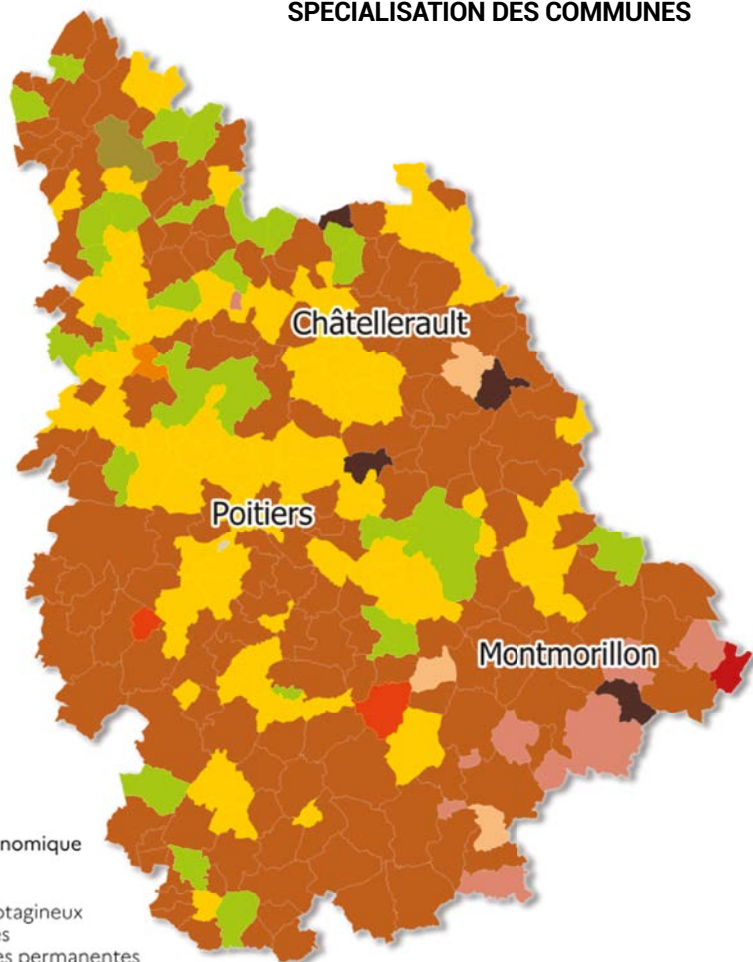 SPECIALISATION DES COMMUNES
Châtellerault
Poitiers
Montmorillon
nomique
otagineux
es permanentes